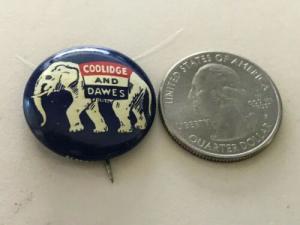 COOLIDGE
AND
DAWES
UNITED STATES OF AMERICA
LIBERTY
QUARTER DOLLAR